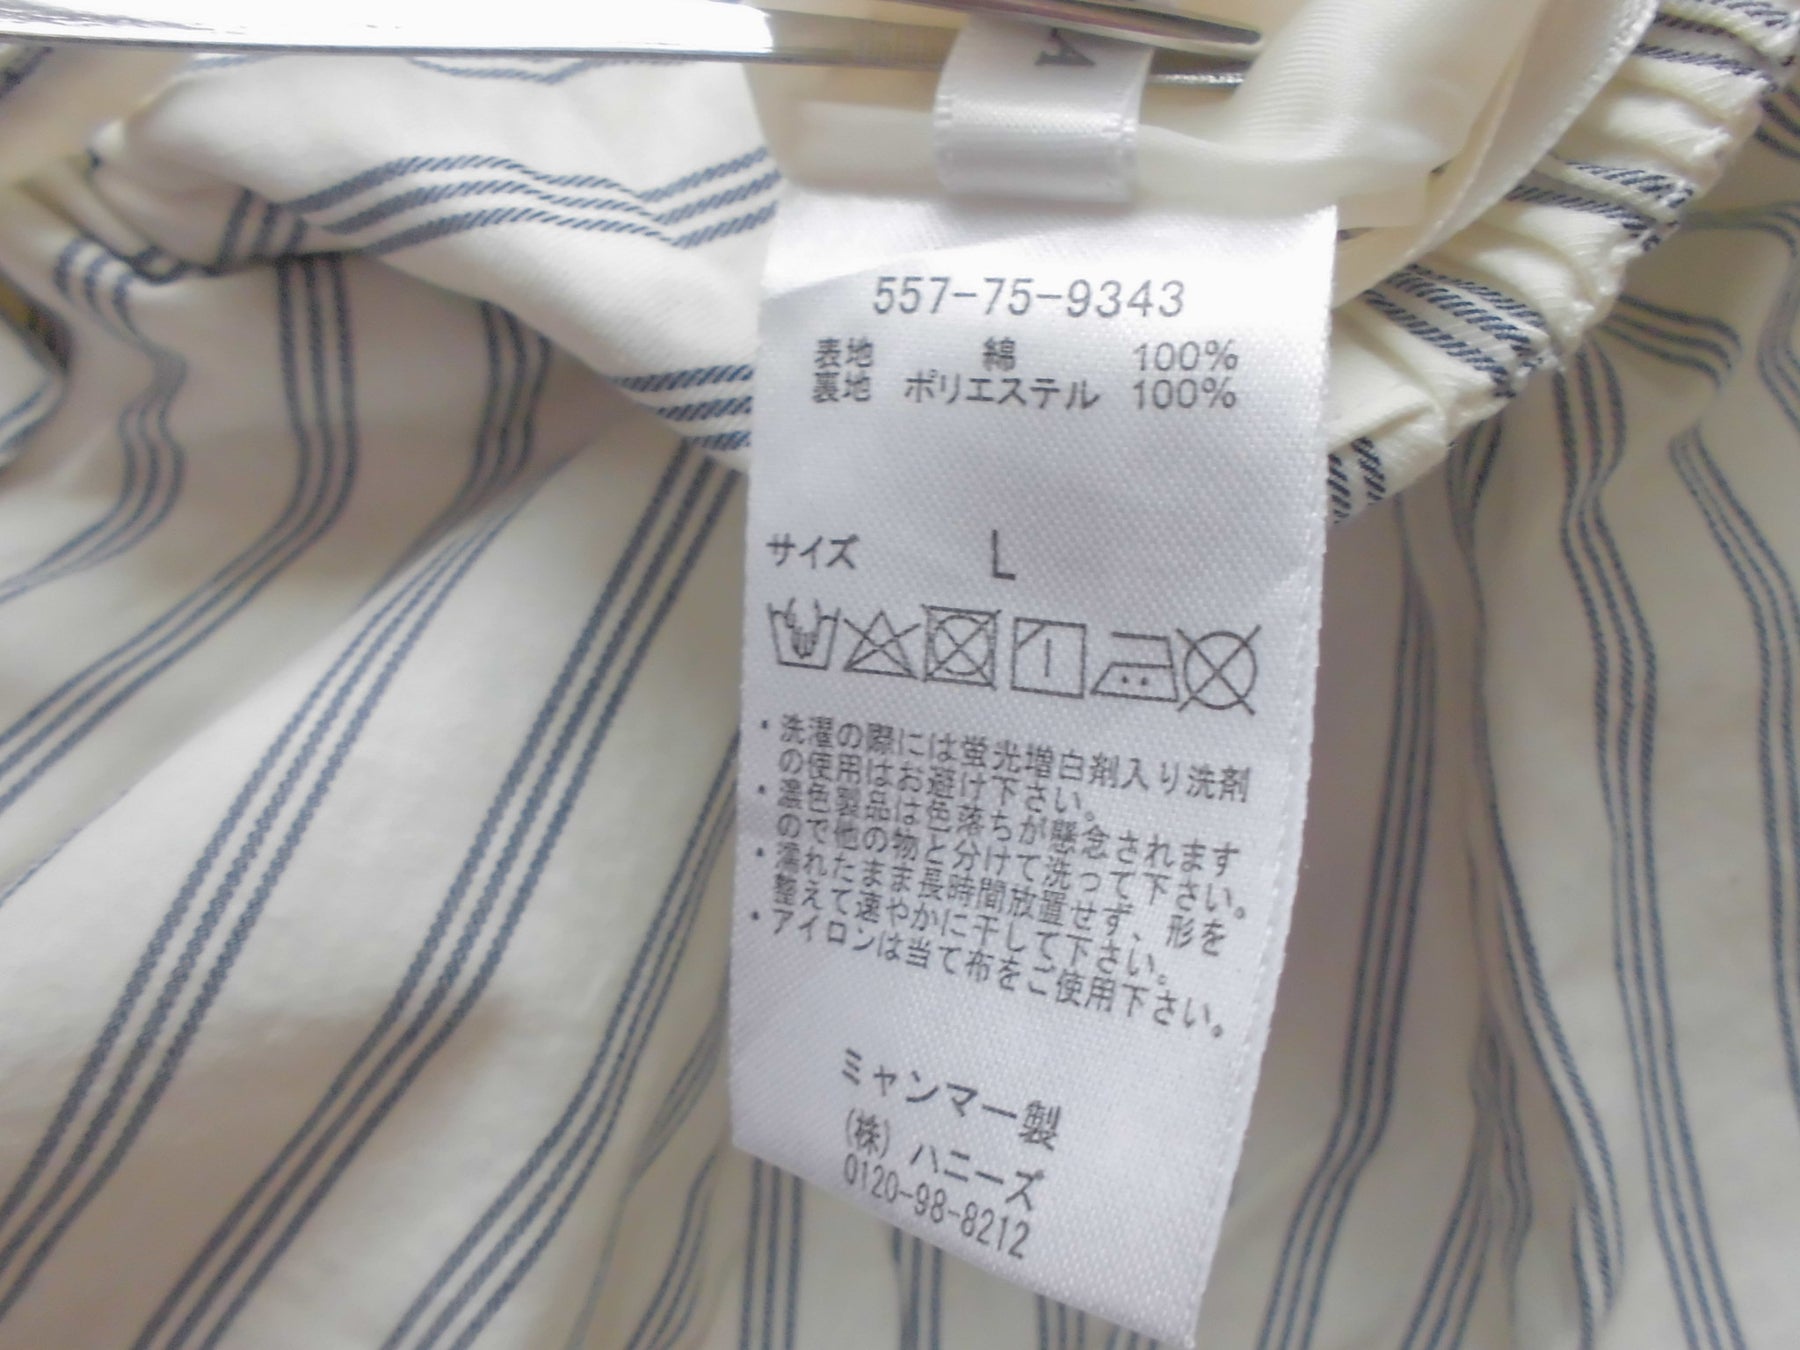 557-75-9343
表地 綿 100%
裏地 ポリエステル 100%
サイズ L
・洗濯の際には蛍光増白剤入り洗剤
の使用はお避け下さい。
・濃色製品は色落ちが懸念されます
ので他の物と分けて洗って下さい。
・濡れたまま長時間放置せず、形を
整えて速やかに干して下さい。
・アイロンは当て布をご使用下さい。
ミャンマー製
(株) ハニーズ
0120-98-8212